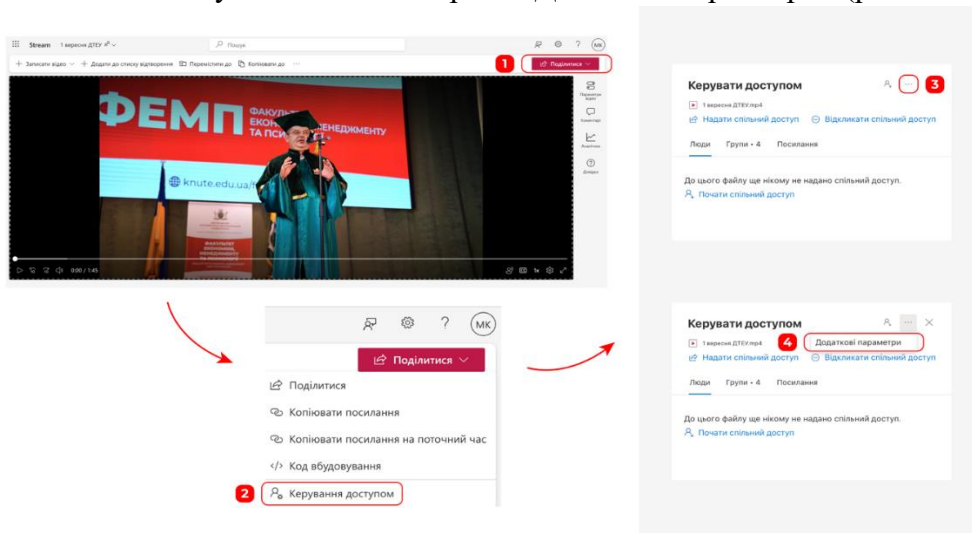 Stream 1 вересня ДТЕУ
Пошук
? МК
+ Записати відео + Додати до списку відтворення Перемістити до Копіювати до ...
1 Поділитися
Параметри відео
Коментарі
Аналітика
Довідка
ФЕМП
ФАКУЛЬТЕТ
МЕНЕДЖМЕНТУ
ТА
knute.edu.ua/
ФАКУЛЬТЕТ
0:00 / 1:45
1x
? МК
Поділитися
Поділитися
Копіювати посилання
Копіювати посилання на поточний час
</> Код вбудовування
2 Керування доступом
Керувати доступом ... 3
1 вересня ДТЕУ.mp4
Надати спільний доступ Відкликати спільний доступ
Люди Групи • 4 Посилання
До цього файлу ще нікому не надано спільний доступ.
Почати спільний доступ
Керувати доступом ...
1 вересня ДТЕУ.mp4 4 Додаткові параметри
Надати спільний доступ Відкликати спільний доступ
Люди Групи • 4 Посилання
До цього файлу ще нікому не надано спільний доступ.
Почати спільний доступ